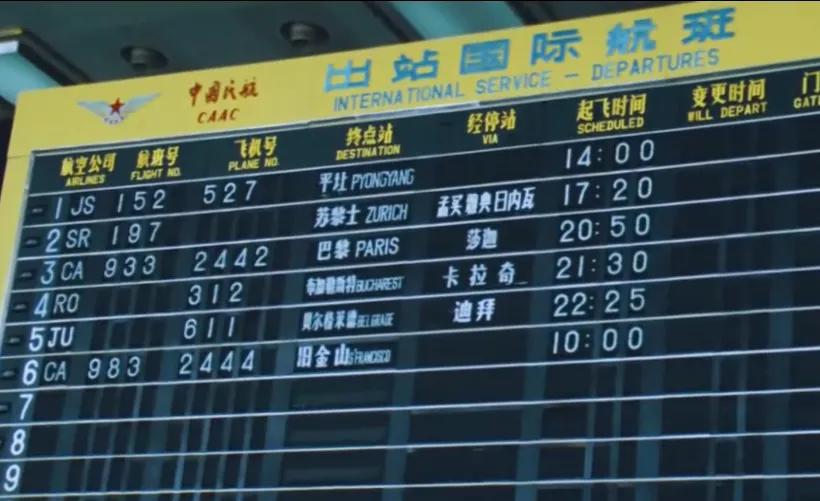 出站国际航班
中国民航
CAAC
INTERNATIONAL SERVICE - DEPARTURES
航空公司 航班号 飞机号 终点站 经停站 起飞时间 变更时间 门
AIRLINES FLIGHT NO. PLANE NO. DESTINATION VIA SCHEDULED WILL DEPART GATE
1 JS 152 527 平壤 PYONGYANG 14:00
2 SR 197 苏黎士 ZURICH 孟买 雅典 日内瓦 17:20
3 CA 933 2442 巴黎 PARIS 莎迦 20:50
4 RO 312 布加勒斯特 BUCHAREST 卡拉奇 21:30
5 JU 611 贝尔格莱德 BELGRADE 迪拜 22:25
6 CA 983 2444 旧金山 S'FRANCISCO 10:00
7
8
9